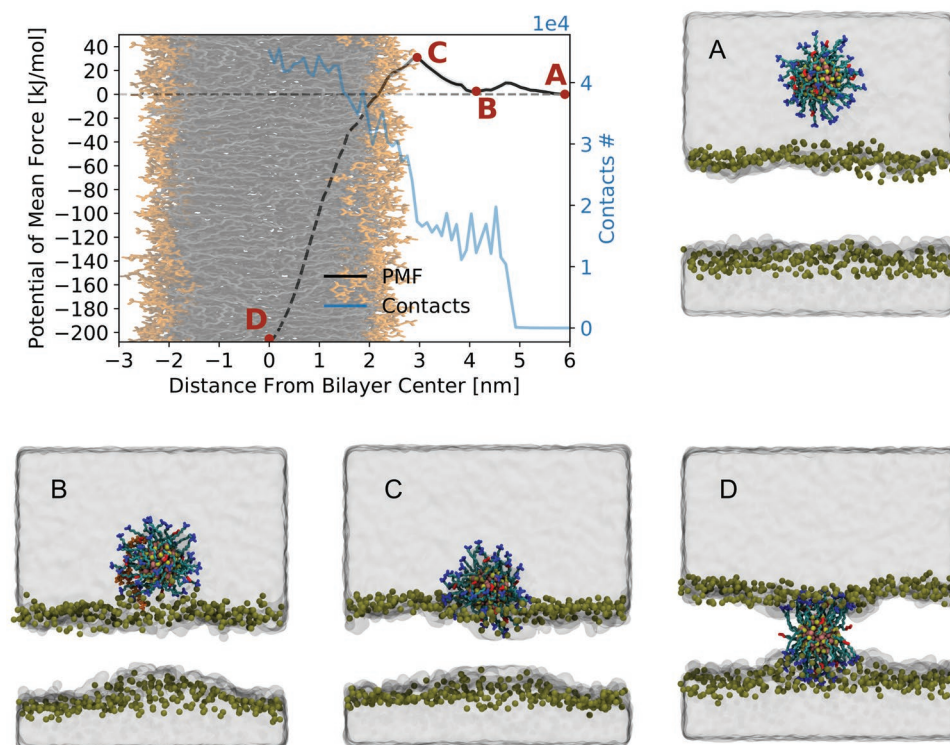 1e4
40
20
0
−20
−40
−60
−80
−100
−120
−140
−160
−180
−200
Potential of Mean Force [kJ/mol]
C
B
A
D
PMF
Contacts
4
3
2
1
0
Contacts #
−3 −2 −1 0 1 2 3 4 5 6
Distance From Bilayer Center [nm]
A
B
C
D